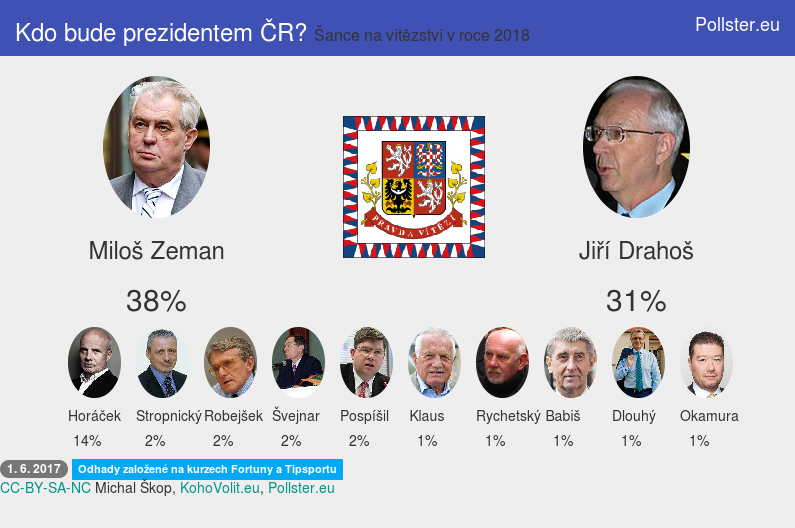 Kdo bude prezidentem ČR? Šance na vítězství v roce 2018
Pollster.eu
PRAVDA VÍTĚZÍ
Miloš Zeman
Jiří Drahoš
38%
31%
Horáček Stropnický Robejšek Švejnar Pospíšil Klaus Rychetský Babiš Dlouhý Okamura
14% 2% 2% 2% 2% 1% 1% 1% 1% 1%
1. 6. 2017 Odhady založené na kurzech Fortuny a Tipsportu
CC-BY-SA-NC Michal Škop, KohoVolit.eu, Pollster.eu